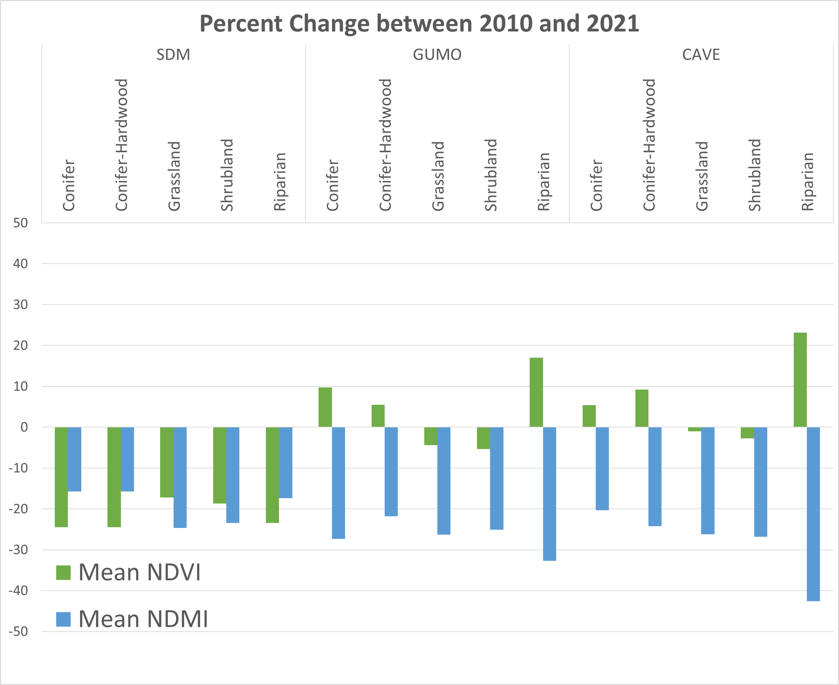 Percent Change between 2010 and 2021
SDM GUMO CAVE
Conifer Conifer-Hardwood Grassland Shrubland Riparian Conifer Conifer-Hardwood Grassland Shrubland Riparian Conifer Conifer-Hardwood Grassland Shrubland Riparian
50
40
30
20
10
0
-10
-20
-30
-40
-50
Mean NDVI
Mean NDMI